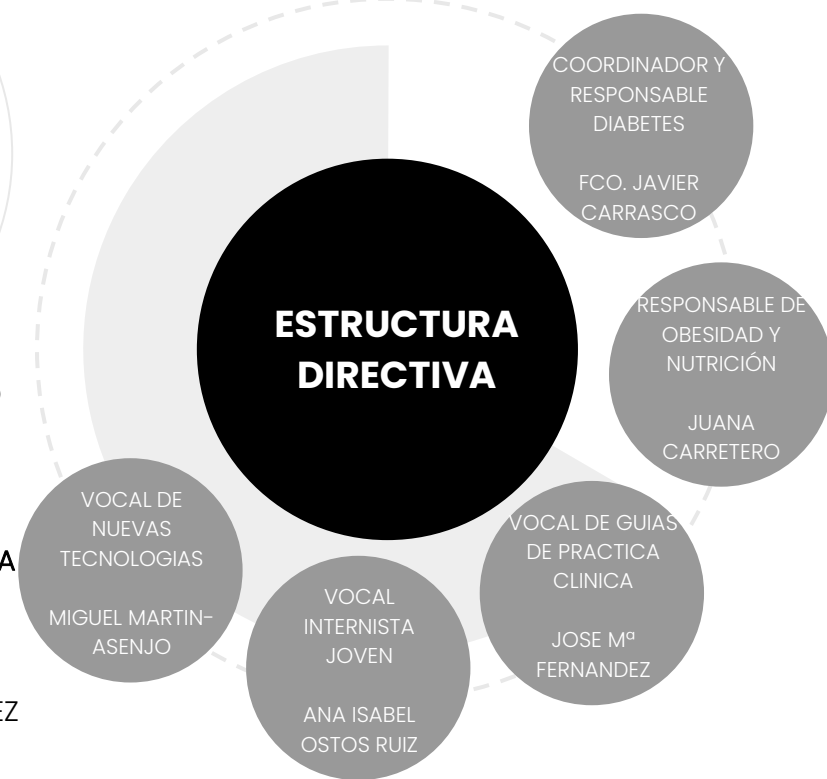 ESTRUCTURA
DIRECTIVA
COORDINADOR Y
RESPONSABLE
DIABETES
FCO. JAVIER
CARRASCO
RESPONSABLE DE
OBESIDAD Y
NUTRICIÓN
JUANA
CARRETERO
VOCAL DE GUIAS
DE PRACTICA
CLINICA
JOSE Mª
FERNANDEZ
VOCAL
INTERNISTA
JOVEN
ANA ISABEL
OSTOS RUIZ
VOCAL DE
NUEVAS
TECNOLOGIAS
MIGUEL MARTIN-
ASENJO
A
EZ